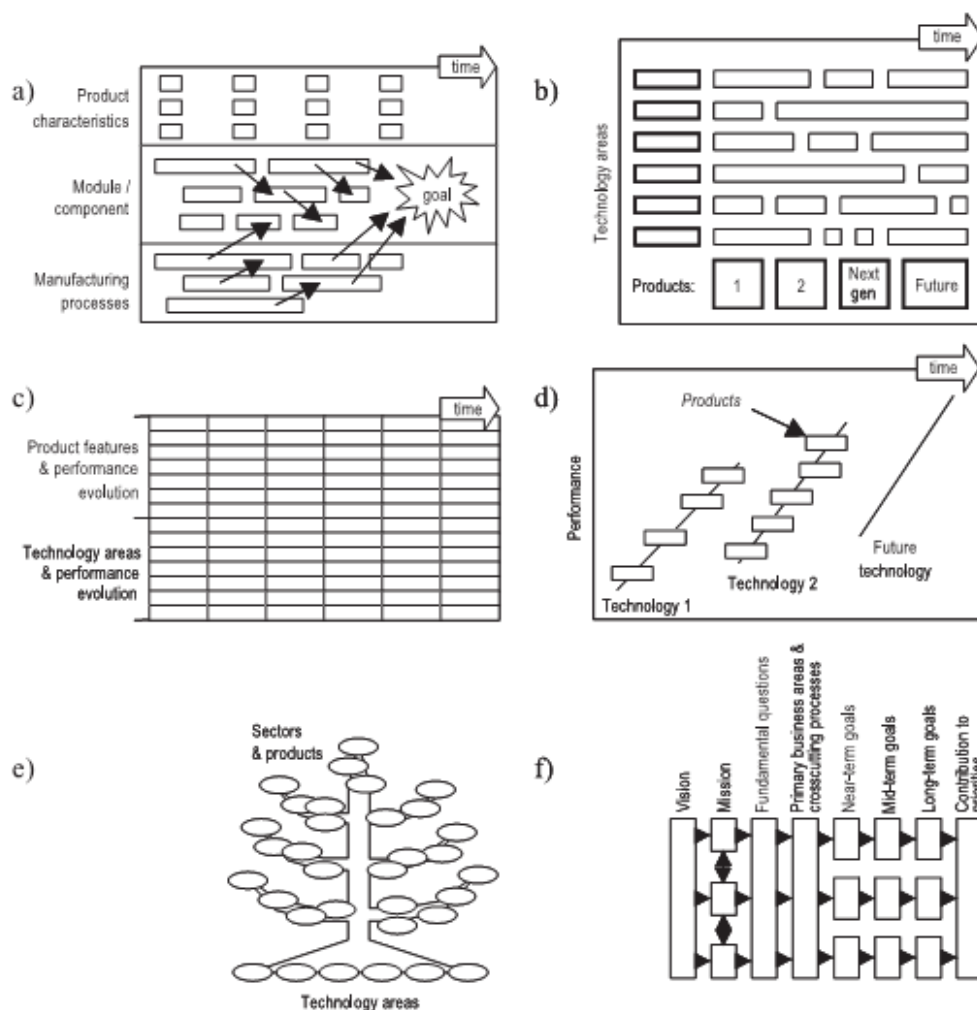 a)
time
Product
characteristics
Module /
component
goal
Manufacturing
processes
b)
time
Technology areas
Products:
1
2
Next
gen
Future
c)
time
Product features
& performance
evolution
Technology areas
& performance
evolution
d)
time
Products
Performance
Technology 1
Technology 2
Future
technology
e)
Sectors
& products
Technology areas
f)
Vision
Mission
Fundamental questions
Primary business areas &
crosscutting processes
Near-term goals
Mid-term goals
Long-term goals
Contribution to
priorities